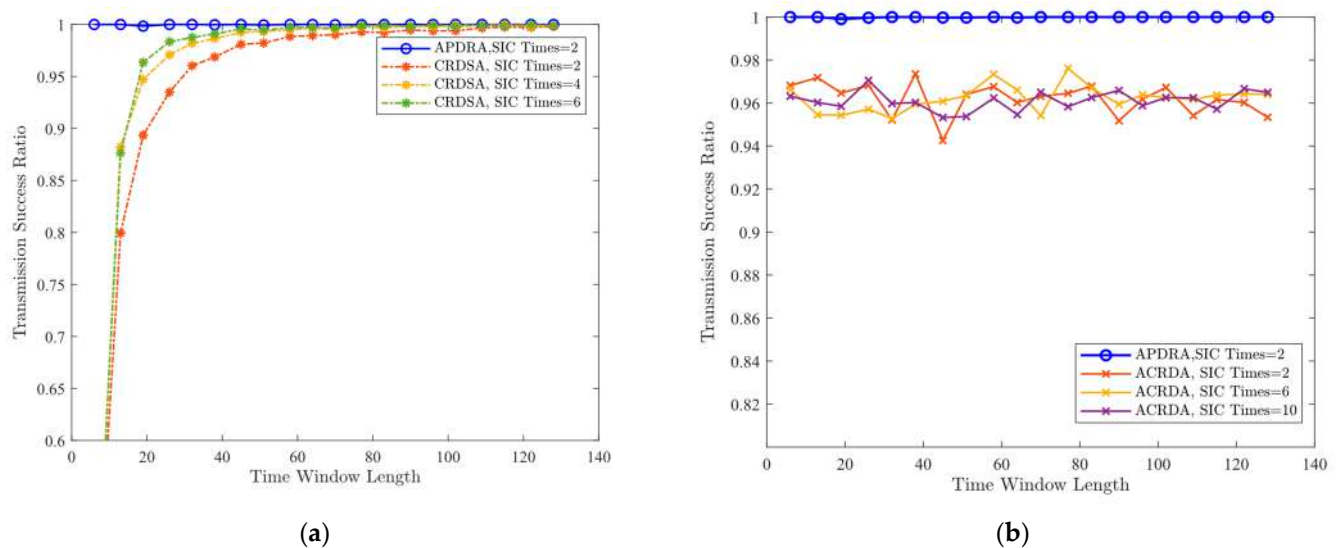 1
0.95
0.9
0.85
0.8
0.75
0.7
0.65
0.6
Transmission Success Ratio
0 20 40 60 80 100 120 140
Time Window Length
APDRA,SIC Times=2
CRDSA, SIC Times=2
CRDSA, SIC Times=4
CRDSA, SIC Times=6
(a)
1
0.98
0.96
0.94
0.92
0.9
0.88
0.86
0.84
0.82
Transmission Success Ratio
APDRA,SIC Times=2
ACRDA, SIC Times=2
ACRDA, SIC Times=6
ACRDA, SIC Times=10
0 20 40 60 80 100 120 140
Time Window Length
(b)